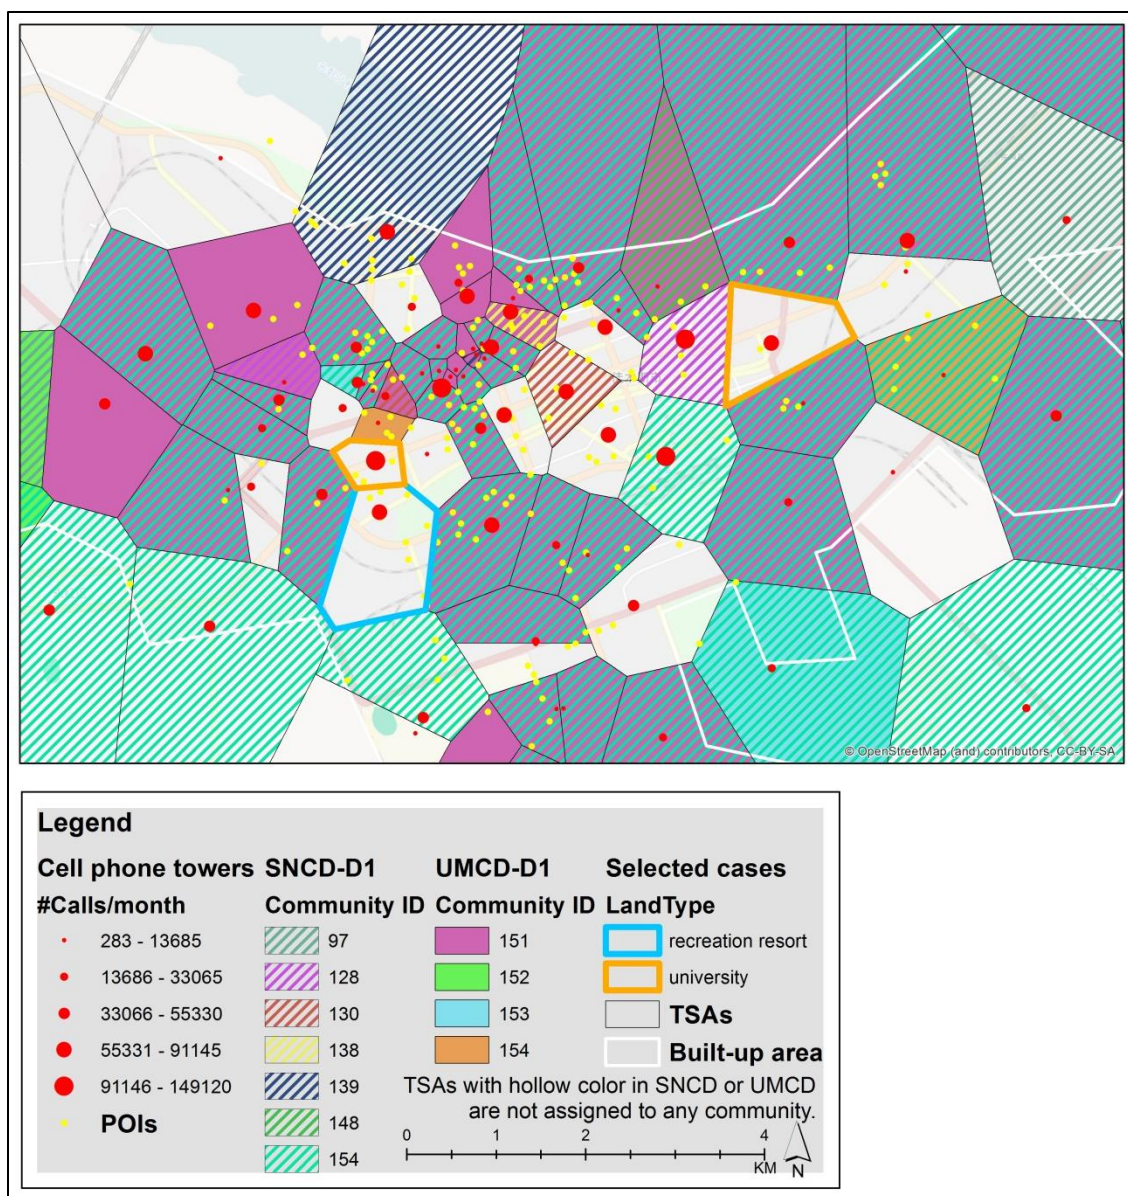 © OpenStreetMap (and) contributors, CC-BY-SA
Legend
Cell phone towers SNCD-D1 UMCD-D1 Selected cases
#Calls/month Community ID Community ID LandType
283 - 13685 97 151 recreation resort
13686 - 33065 128 152 university
33066 - 55330 130 153 TSAs
55331 - 91145 138 154 Built-up area
91146 - 149120 139 TSAs with hollow color in SNCD or UMCD
POIs 148 are not assigned to any community.
154
0 2 4
KM N